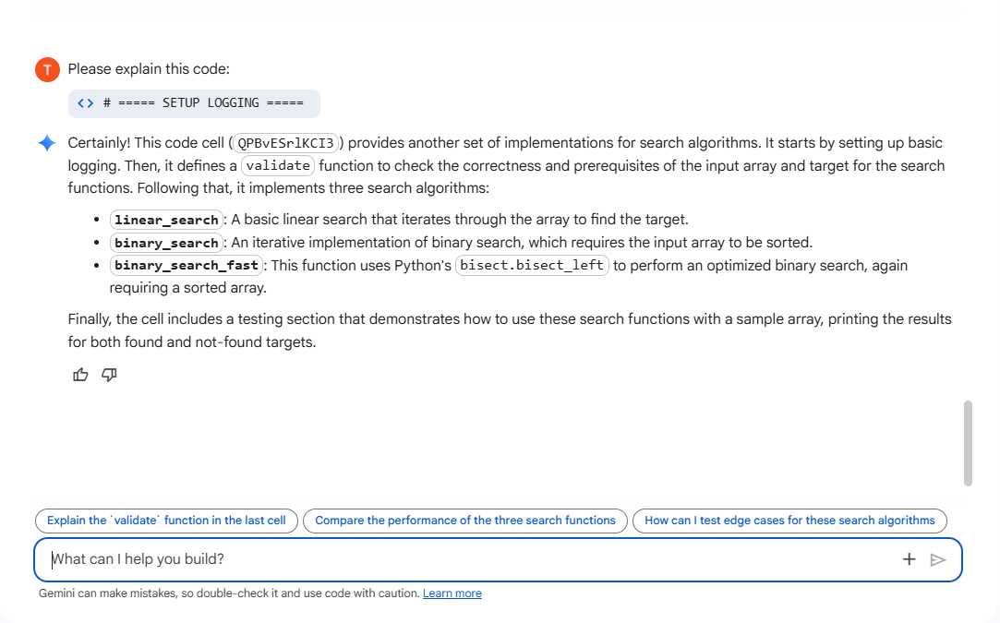 T Please explain this code:
# ===== SETUP LOGGING =====
Certainly! This code cell (QPBvESrlKCI3) provides another set of implementations for search algorithms. It starts by setting up basic
logging. Then, it defines a validate function to check the correctness and prerequisites of the input array and target for the search
functions. Following that, it implements three search algorithms:
• linear_search: A basic linear search that iterates through the array to find the target.
• binary_search: An iterative implementation of binary search, which requires the input array to be sorted.
• binary_search_fast: This function uses Python's bisect.bisect_left to perform an optimized binary search, again
requiring a sorted array.
Finally, the cell includes a testing section that demonstrates how to use these search functions with a sample array, printing the results
for both found and not-found targets.
Explain the `validate` function in the last cell Compare the performance of the three search functions How can I test edge cases for these search algorithms
What can I help you build?
Gemini can make mistakes, so double-check it and use code with caution. Learn more